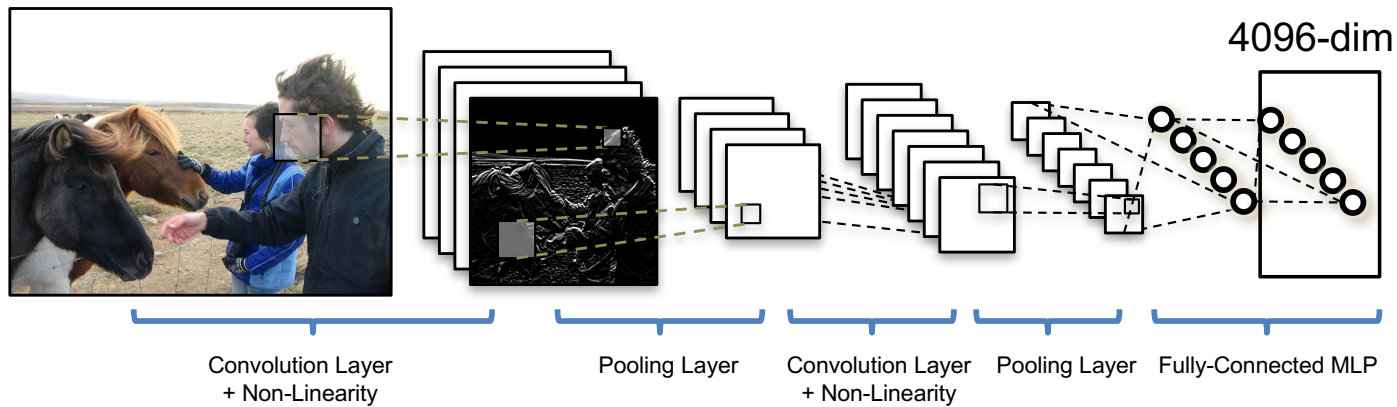 4096-dim
Convolution Layer
+ Non-Linearity
Pooling Layer
Convolution Layer
+ Non-Linearity
Pooling Layer
Fully-Connected MLP